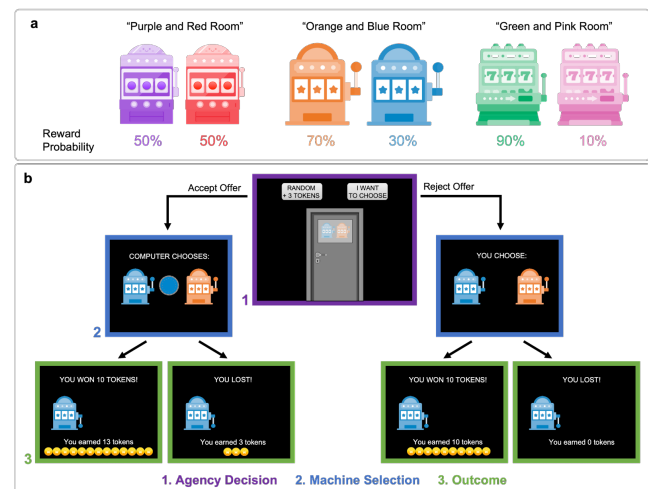 a
“Purple and Red Room”
“Orange and Blue Room”
“Green and Pink Room”
777
777
Reward
Probability
50%
50%
70%
30%
90%
10%
b
Accept Offer
RANDOM
+ 3 TOKENS
I WANT
TO CHOOSE
Reject Offer
1
COMPUTER CHOOSES:
2
YOU CHOOSE:
YOU WON 10 TOKENS!
You earned 13 tokens
YOU LOST!
You earned 3 tokens
YOU WON 10 TOKENS!
You earned 10 tokens
YOU LOST!
You earned 0 tokens
3
1. Agency Decision
2. Machine Selection
3. Outcome